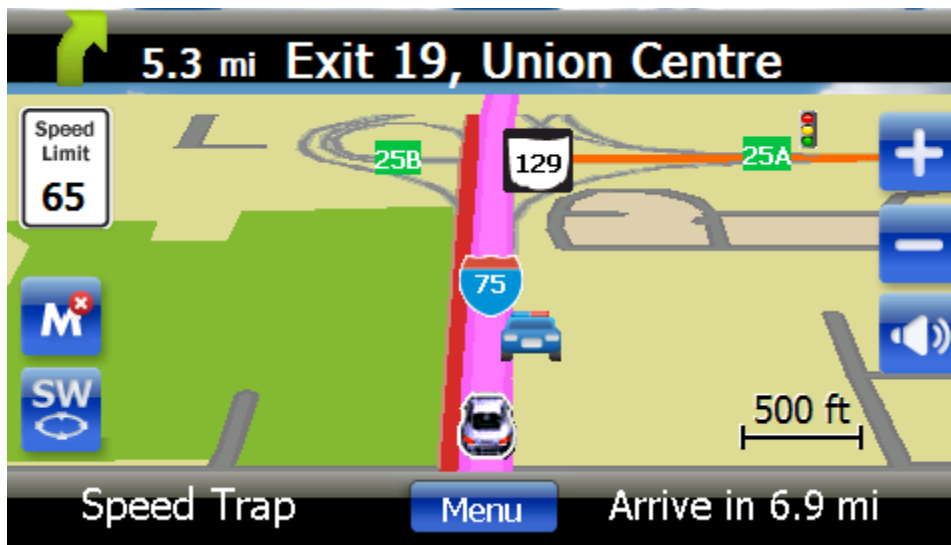 5.3 mi Exit 19, Union Centre
Speed
Limit
65
25B
129
25A
75
M
SW
500 ft
Speed Trap
Menu
Arrive in 6.9 mi